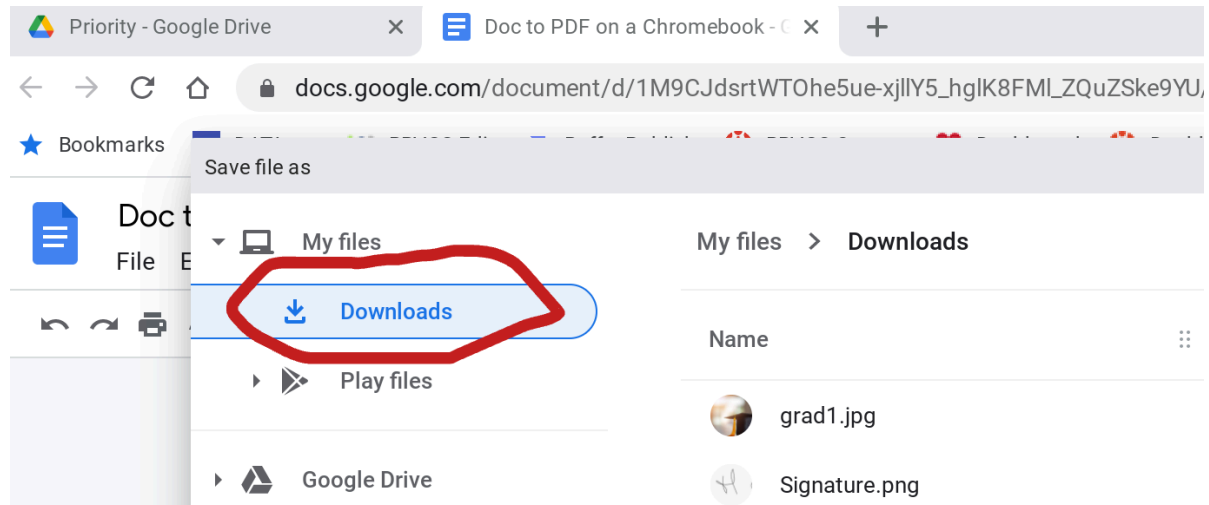 Priority - Google Drive
Doc to PDF on a Chromebook - G
docs.google.com/document/d/1M9CJdsrtWTOhe5ue-xjllY5_hglK8FMl_ZQuZSke9YU/
Bookmarks
Save file as
Doc t
File E
My files
Downloads
Play files
Google Drive
My files > Downloads
Name
grad1.jpg
Signature.png